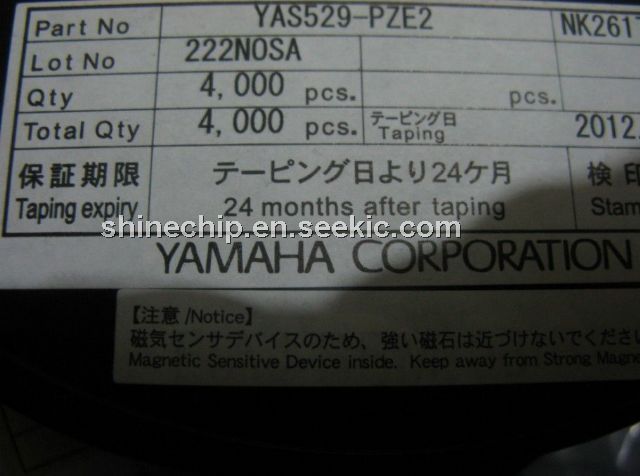 Part No YAS529-PZE2 NK2617
Lot No 222NOSA
Qty 4,000 pcs. pcs.
Total Qty 4,000 pcs. テーピング日 Taping 2012.
保証期限 テーピング日より24ケ月 検印
Taping expiry 24 months after taping Stam
shinechip.en.seekic.com
YAMAHA CORPORATION
【注意 /Notice】
磁気センサデバイスのため、強い磁石は近づけないでくださ
Magnetic Sensitive Device inside. Keep away from Strong Magne